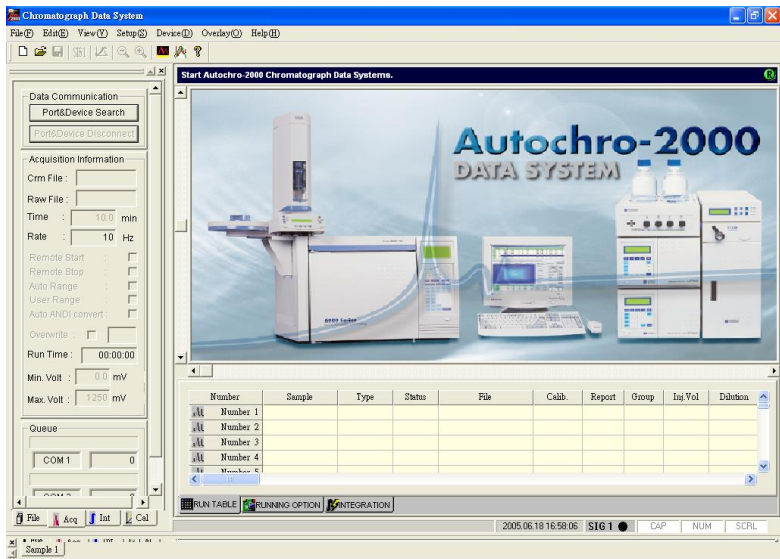 Chromatograph Data System
File(F) Edit(E) View(V) Setup(S) Device(D) Overlay(O) Help(H)
Start Autochro-2000 Chromatograph Data Systems.
Data Communication
Port&Device Search
Port&Device Disconnect
Acquisition Information
Crm File :
Raw File :
Time : 10.0 min
Rate : 10 Hz
Remote Start :
Remote Stop :
Auto Range :
User Range :
Auto ANDI convert :
Overwrite :
Run Time : 00:00:00
Min. Volt : 0.0 mV
Max. Volt : 1250 mV
Queue
COM 1 0
File Acq Int Cal
Autochro-2000
DATA SYSTEM
Number Sample Type Status File Calib. Report Group Inj.Vol Dilution
Number 1
Number 2
Number 3
Number 4
Number 5
RUN TABLE RUNNING OPTION INTEGRATION
2005.06.18 16:58:06 SIG 1 CAP NUM SCRL
Sample 1